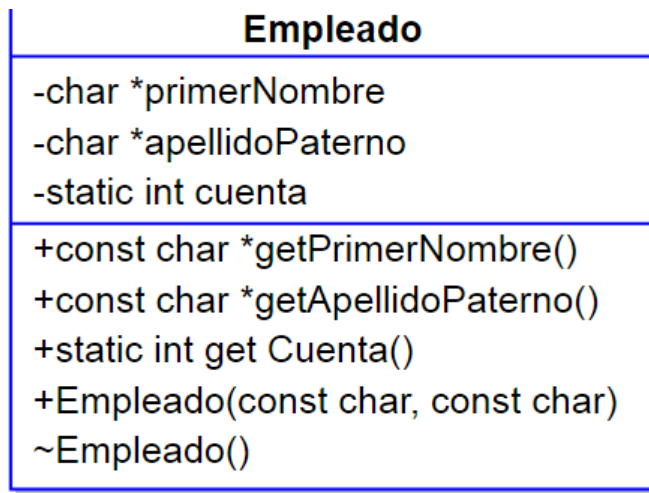 Empleado
-char *primerNombre
-char *apellidoPaterno
-static int cuenta
+const char *getPrimerNombre()
+const char *getApellidoPaterno()
+static int get Cuenta()
+Empleado(const char, const char)
~Empleado()